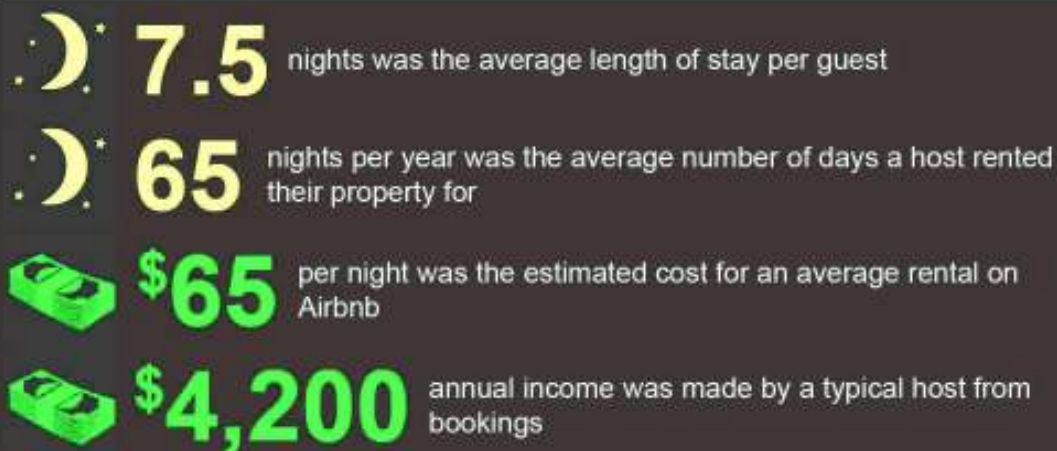 7.5 nights was the average length of stay per guest
65 nights per year was the average number of days a host rented
their property for
$65 per night was the estimated cost for an average rental on
Airbnb
$4,200 annual income was made by a typical host from
bookings